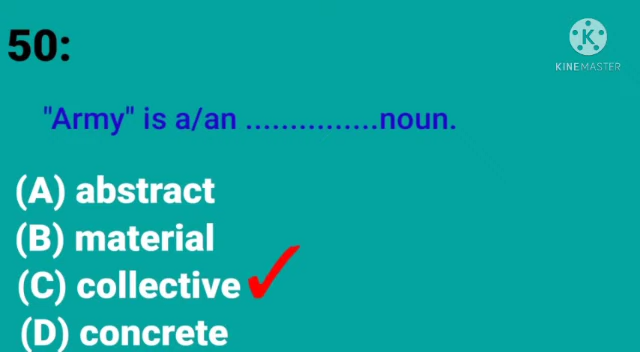 50:
KINEMASTER
"Army" is a/an ...............noun.
(A) abstract
(B) material
(C) collective
(D) concrete